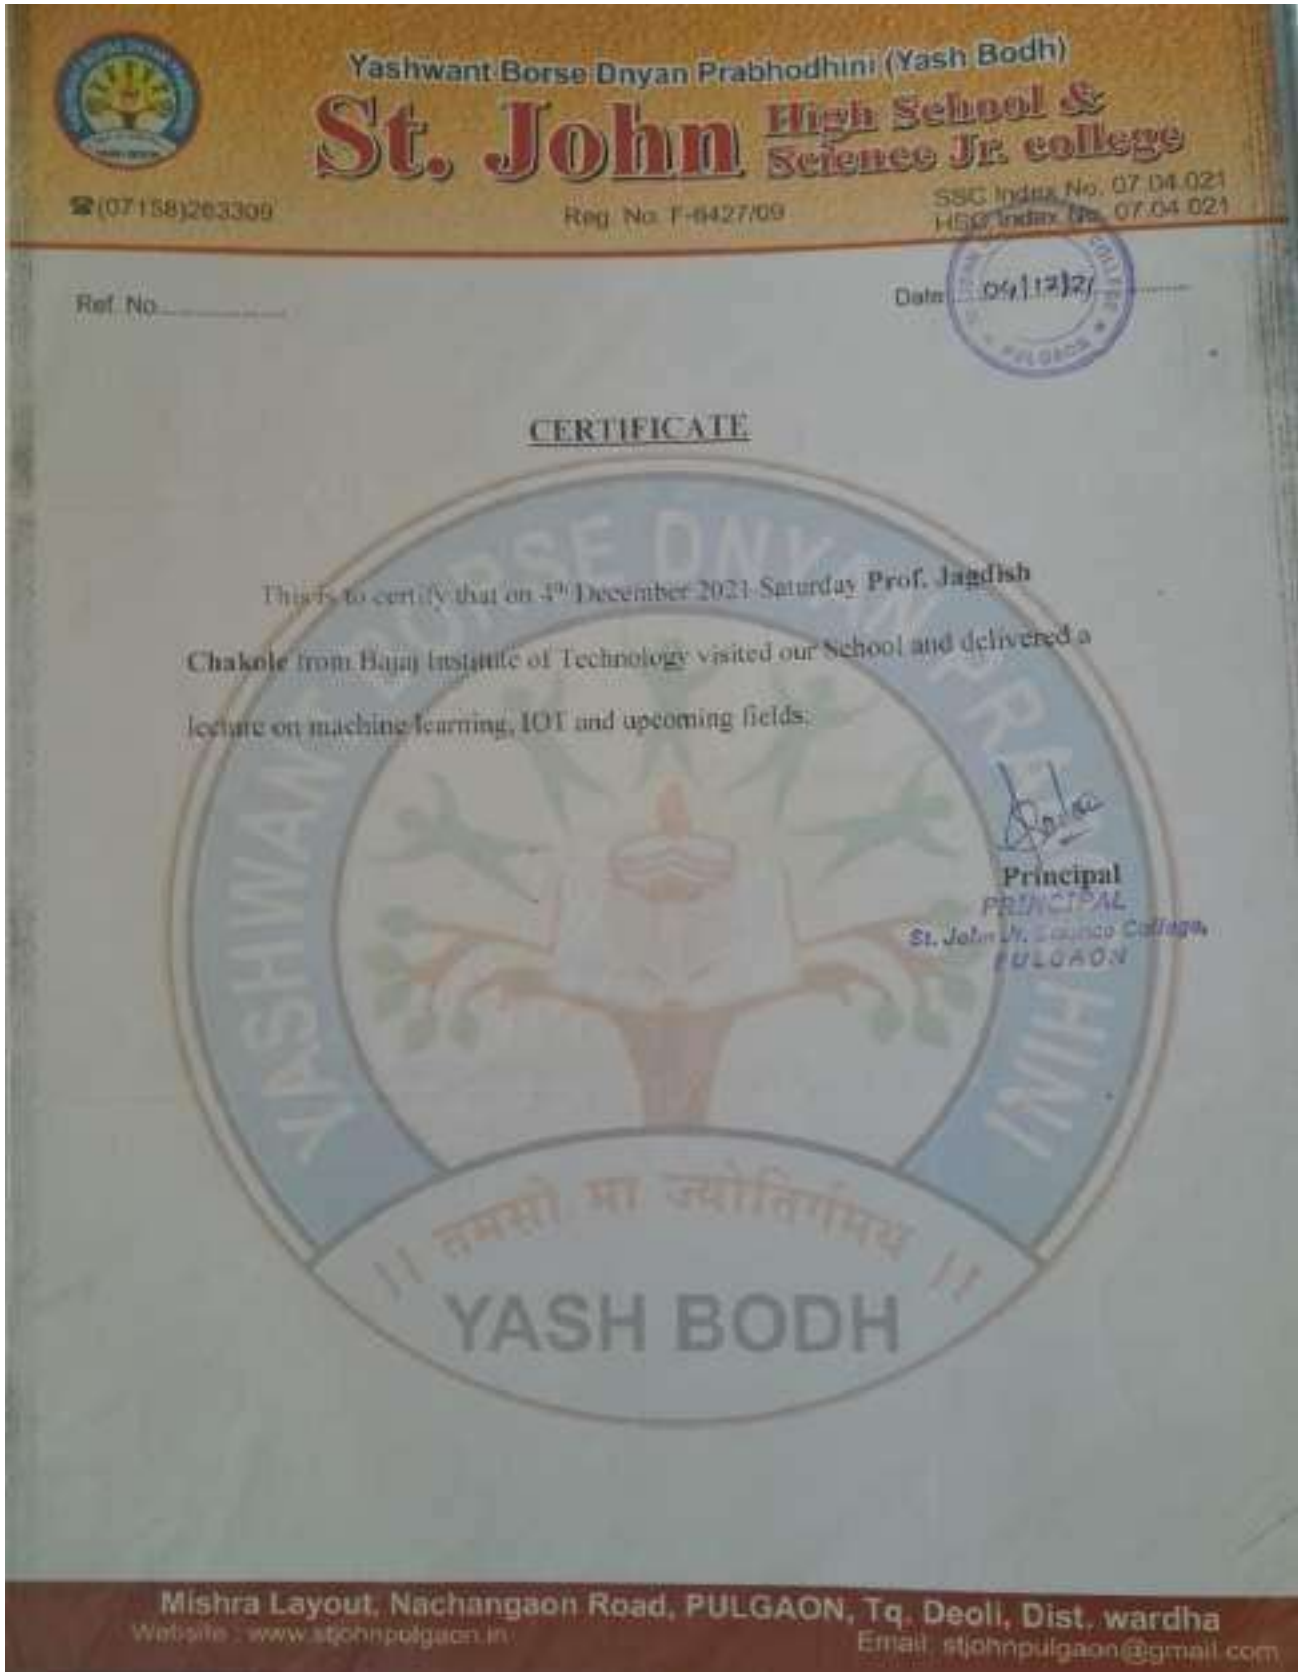 Yashwant Borse Dnyan Prabhodhini (Yash Bodh)
St. John High School &
Science Jr. college
☎(07158)263309
Reg. No. F-6427/09
SSC Index No. 07.04.021
HSC Index No. 07.04.021
Ref. No.
Date 04/12/21
PULGAON
CERTIFICATE
This is to certify that on 4th December 2021 Saturday Prof. Jagdish
Chakole from Bajaj Institute of Technology visited our School and delivered a
lecture on machine learning, IOT and upcoming fields.
Principal
PRINCIPAL
St. John Jr. Science College,
PULGAON
YASHWANT BORSE DNYAN PRABHODHINI
|| तमसो मा ज्योतिर्गमय ||
YASH BODH
Mishra Layout, Nachangaon Road, PULGAON, Tq. Deoli, Dist. wardha
Website : www.stjohnpulgaon.in
Email: stjohnpulgaon@gmail.com